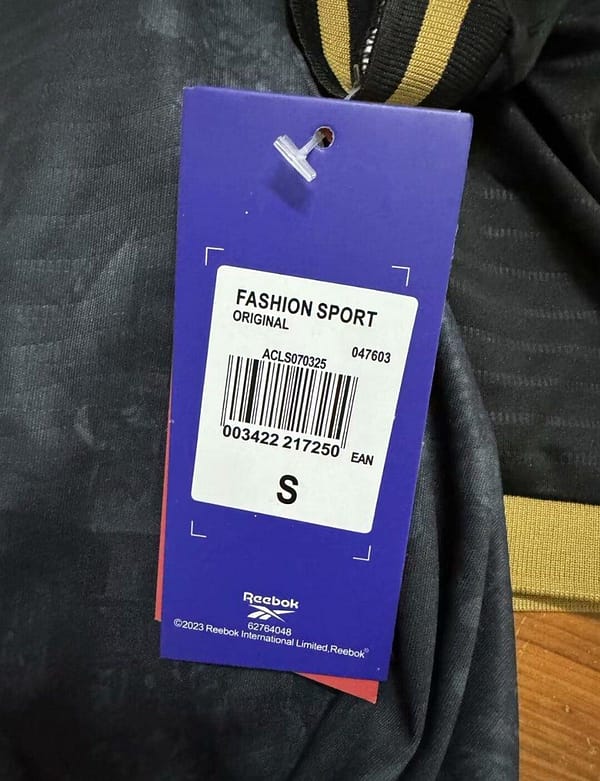 FASHION SPORT
ORIGINAL
047603
ACLS070325
003422 217250 EAN
S
Reebok
62764048
©2023 Reebok International Limited,Reebok®